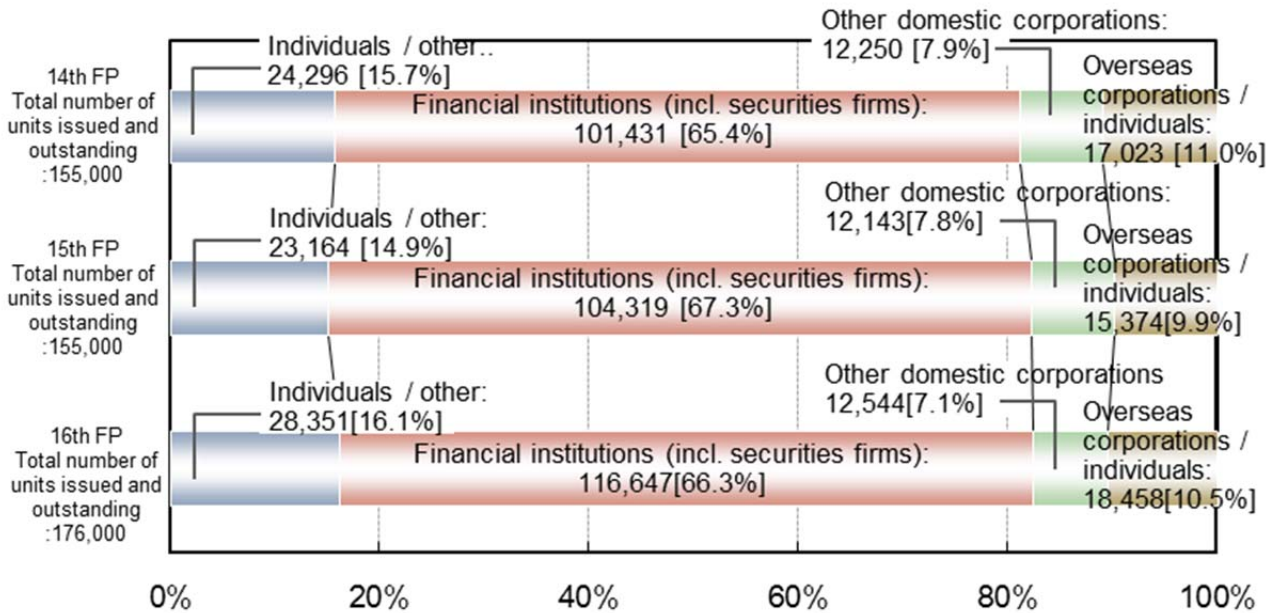 Other domestic corporations:
12,250 [7.9%]
Individuals / other..
24,296 [15.7%]
Overseas
corporations /
individuals:
17,023 [11.0%]
14th FP
Total number of
units issued and
outstanding
:155,000
Financial institutions (incl. securities firms):
101,431 [65.4%]
Other domestic corporations:
12,143[7.8%]
Individuals / other:
23,164 [14.9%]
Overseas
corporations /
individuals:
15,374[9.9%]
15th FP
Total number of
units issued and
outstanding
:155,000
Financial institutions (incl. securities firms):
104,319 [67.3%]
Other domestic corporations
12,544[7.1%]
Individuals / other:
28,351[16.1%]
Overseas
corporations /
individuals:
18,458[10.5%]
16th FP
Total number of
units issued and
outstanding
:176,000
Financial institutions (incl. securities firms):
116,647[66.3%]
0% 20% 40% 60% 80% 100%